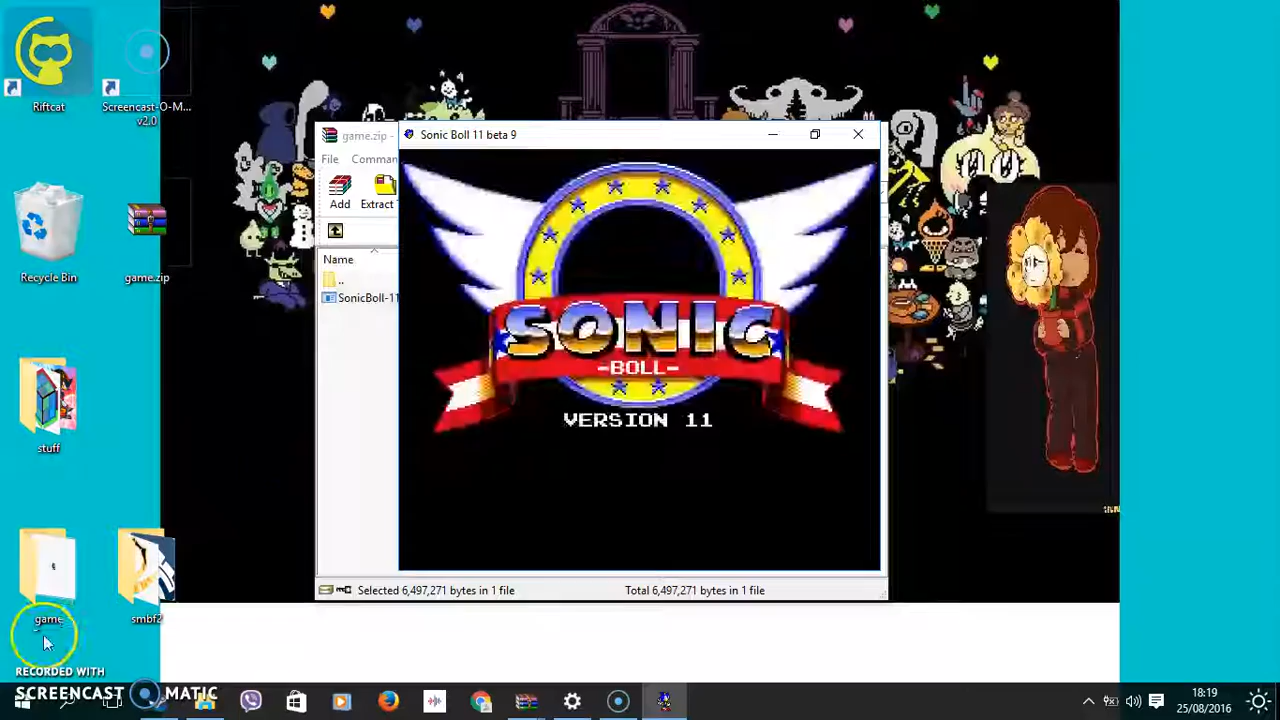 Riftcat
Screencast-O-M...
v2.0
Recycle Bin
game.zip
stuff
game
smbf2
game.zip -
File
Comman
Add
Extract
Name
..
SonicBoll-11
Selected 6,497,271 bytes in 1 file
Total 6,497,271 bytes in 1 file
Sonic Boll 11 beta 9
SONIC
-BOLL-
VERSION 11
RECORDED WITH
SCREENCAST MATIC
18:19
25/08/2016